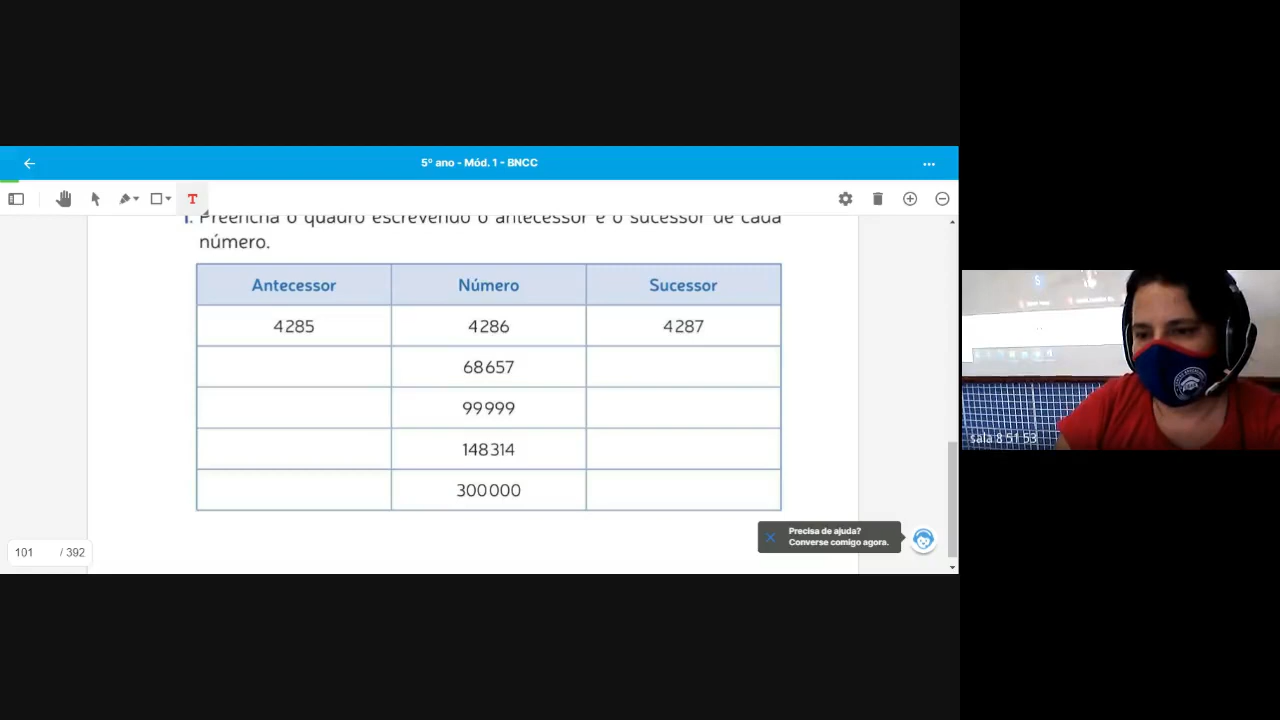 5º ano - Mód. 1 - BNCC
T
1. Preencha o quadro escrevendo o antecessor e o sucessor de cada
número.
Antecessor Número Sucessor
4285 4286 4287
68657
99999
148314
300000
Precisa de ajuda?
Converse comigo agora.
101 / 392
sala 8 51 53